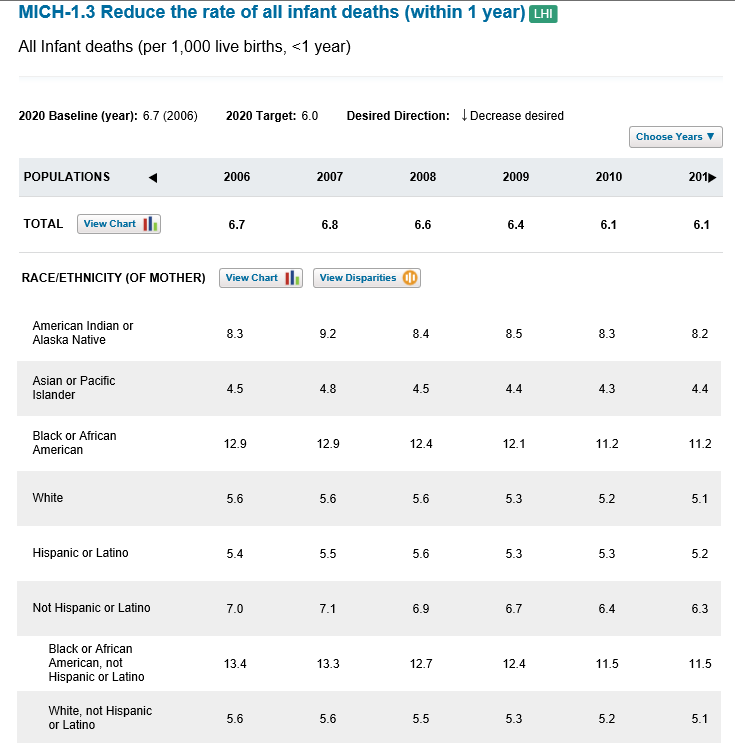 MICH-1.3 Reduce the rate of all infant deaths (within 1 year) LHI
All Infant deaths (per 1,000 live births, <1 year)
2020 Baseline (year): 6.7 (2006) 2020 Target: 6.0 Desired Direction: ↓ Decrease desired
Choose Years ▼
POPULATIONS ◀ 2006 2007 2008 2009 2010 201▶
TOTAL View Chart 6.7 6.8 6.6 6.4 6.1 6.1
RACE/ETHNICITY (OF MOTHER) View Chart View Disparities
American Indian or
Alaska Native 8.3 9.2 8.4 8.5 8.3 8.2
Asian or Pacific
Islander 4.5 4.8 4.5 4.4 4.3 4.4
Black or African
American 12.9 12.9 12.4 12.1 11.2 11.2
White 5.6 5.6 5.6 5.3 5.2 5.1
Hispanic or Latino 5.4 5.5 5.6 5.3 5.3 5.2
Not Hispanic or Latino 7.0 7.1 6.9 6.7 6.4 6.3
Black or African
American, not
Hispanic or Latino 13.4 13.3 12.7 12.4 11.5 11.5
White, not Hispanic
or Latino 5.6 5.6 5.5 5.3 5.2 5.1